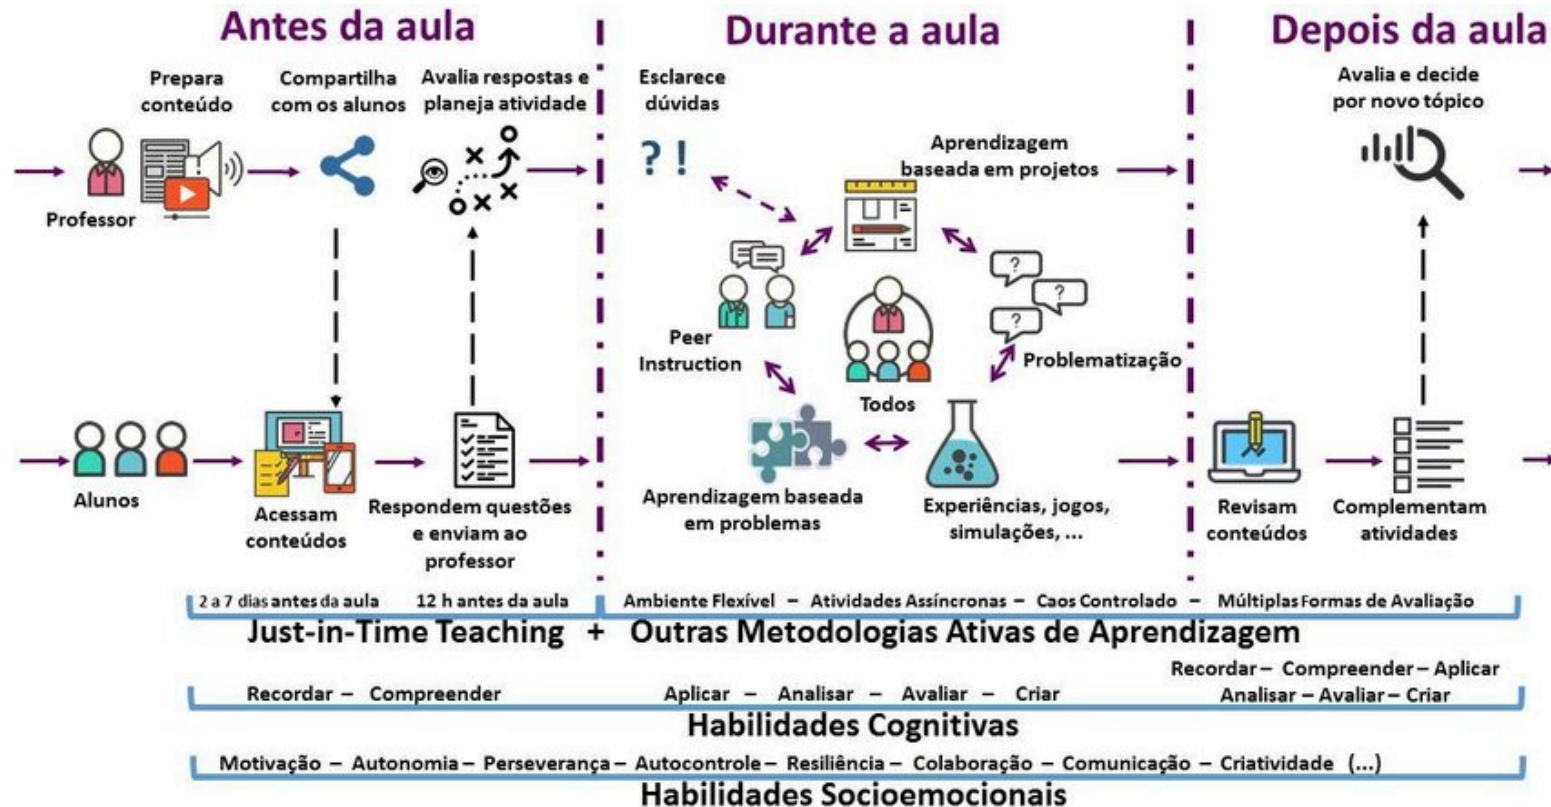 Antes da aula
Durante a aula
Depois da aula
Prepara
conteúdo
Compartilha
com os alunos
Avalia respostas e
planeja atividade
Professor
Alunos
Acessam
conteúdos
Respondem questões
e enviam ao
professor
Esclarece
dúvidas
? !
Aprendizagem
baseada em projetos
Peer
Instruction
?
?
?
Problematização
Todos
Aprendizagem baseada
em problemas
Experiências, jogos,
simulações, ...
Avalia e decide
por novo tópico
Revisam
conteúdos
Complementam
atividades
2 a 7 dias antes da aula 12 h antes da aula
Ambiente Flexível – Atividades Assíncronas – Caos Controlado – Múltiplas Formas de Avaliação
Just-in-Time Teaching + Outras Metodologias Ativas de Aprendizagem
Recordar – Compreender
Aplicar – Analisar – Avaliar – Criar
Recordar – Compreender – Aplicar
Analisar – Avaliar – Criar
Habilidades Cognitivas
Motivação – Autonomia – Perseverança – Autocontrole – Resiliência – Colaboração – Comunicação – Criatividade (...)
Habilidades Socioemocionais